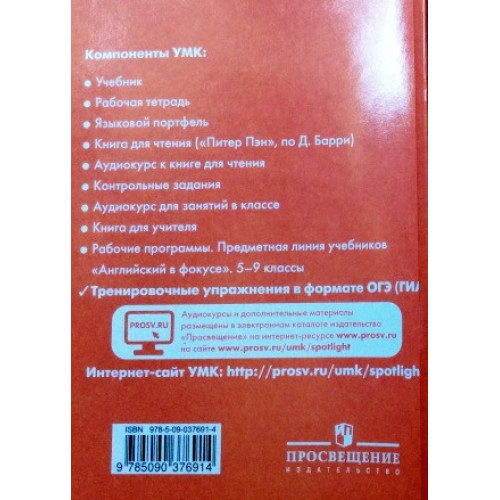 Компоненты УМК:
• Учебник
• Рабочая тетрадь
• Языковой портфель
• Книга для чтения («Питер Пэн», по Д. Барри)
• Аудиокурс к книге для чтения
• Контрольные задания
• Аудиокурс для занятий в классе
• Книга для учителя
• Рабочие программы. Предметная линия учебников
«Английский в фокусе». 5–9 классы
✓ Тренировочные упражнения в формате ОГЭ (ГИА
PROSV.RU
Аудиокурсы и дополнительные материалы
размещены в электронном каталоге издательства
«Просвещение» на интернет-ресурсе www.prosv.ru
на сайте www.prosv.ru/umk/spotlight
Интернет-сайт УМК: http://prosv.ru/umk/spotligh
ISBN 978-5-09-037691-4
9 785090 376914
ПРОСВЕЩЕНИЕ
ИЗДАТЕЛЬСТВО